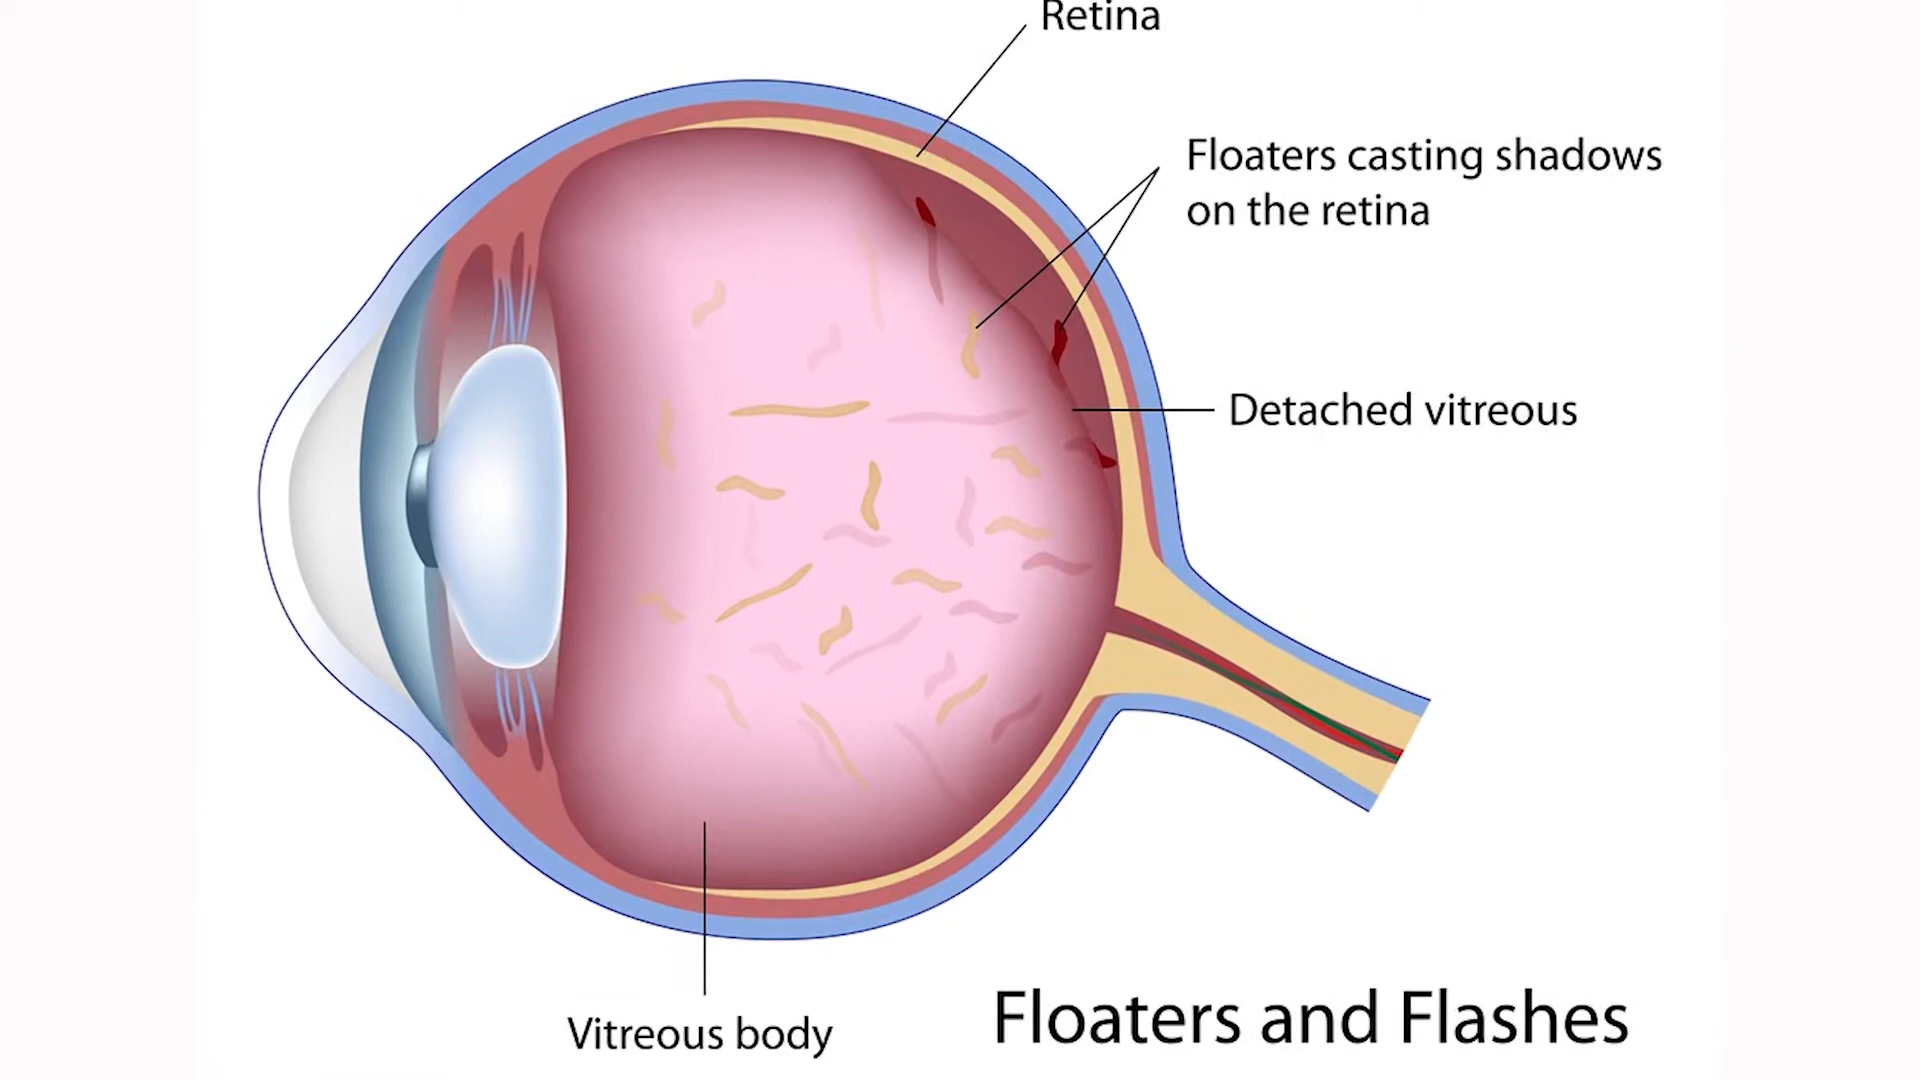 Retina
Floaters casting shadows
on the retina
Detached vitreous
Vitreous body
Floaters and Flashes